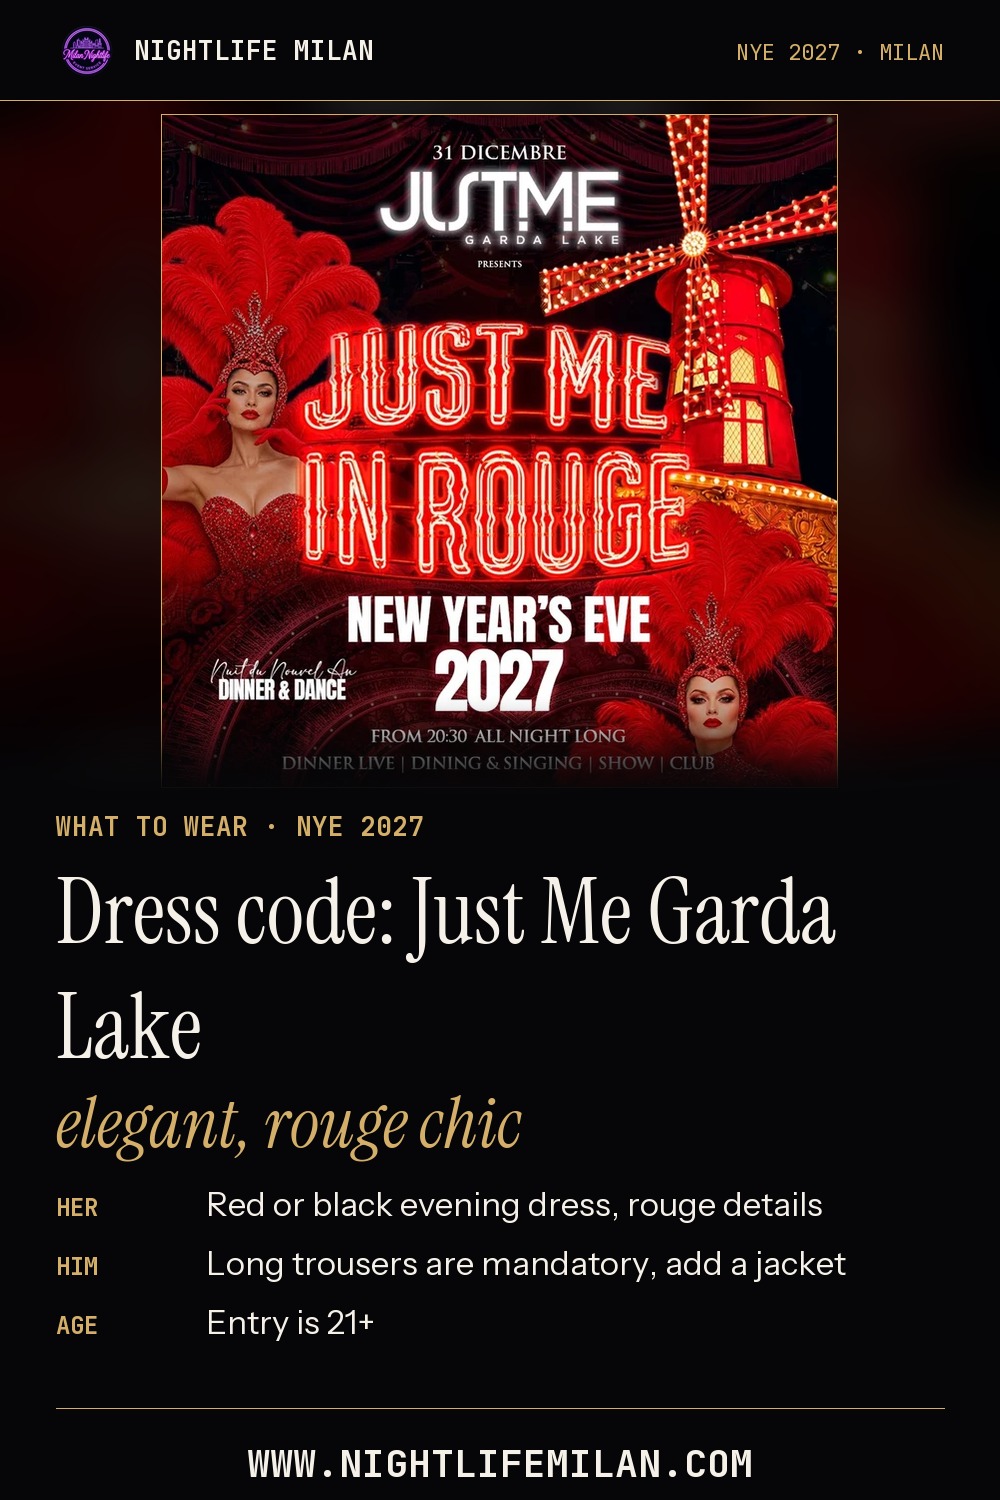 Milan Nightlife
NIGHTLIFE MILAN
NYE 2027 · MILAN
31 DICEMBRE
JUSTME
GARDA LAKE
PRESENTS
JUST ME
IN ROUGE
NEW YEAR'S EVE
2027
Nuit du Nouvel An
DINNER & DANCE
FROM 20:30 ALL NIGHT LONG
DINNER LIVE | DINING & SINGING | SHOW | CLUB
WHAT TO WEAR · NYE 2027
Dress code: Just Me Garda
Lake
elegant, rouge chic
HER Red or black evening dress, rouge details
HIM Long trousers are mandatory, add a jacket
AGE Entry is 21+
WWW.NIGHTLIFEMILAN.COM